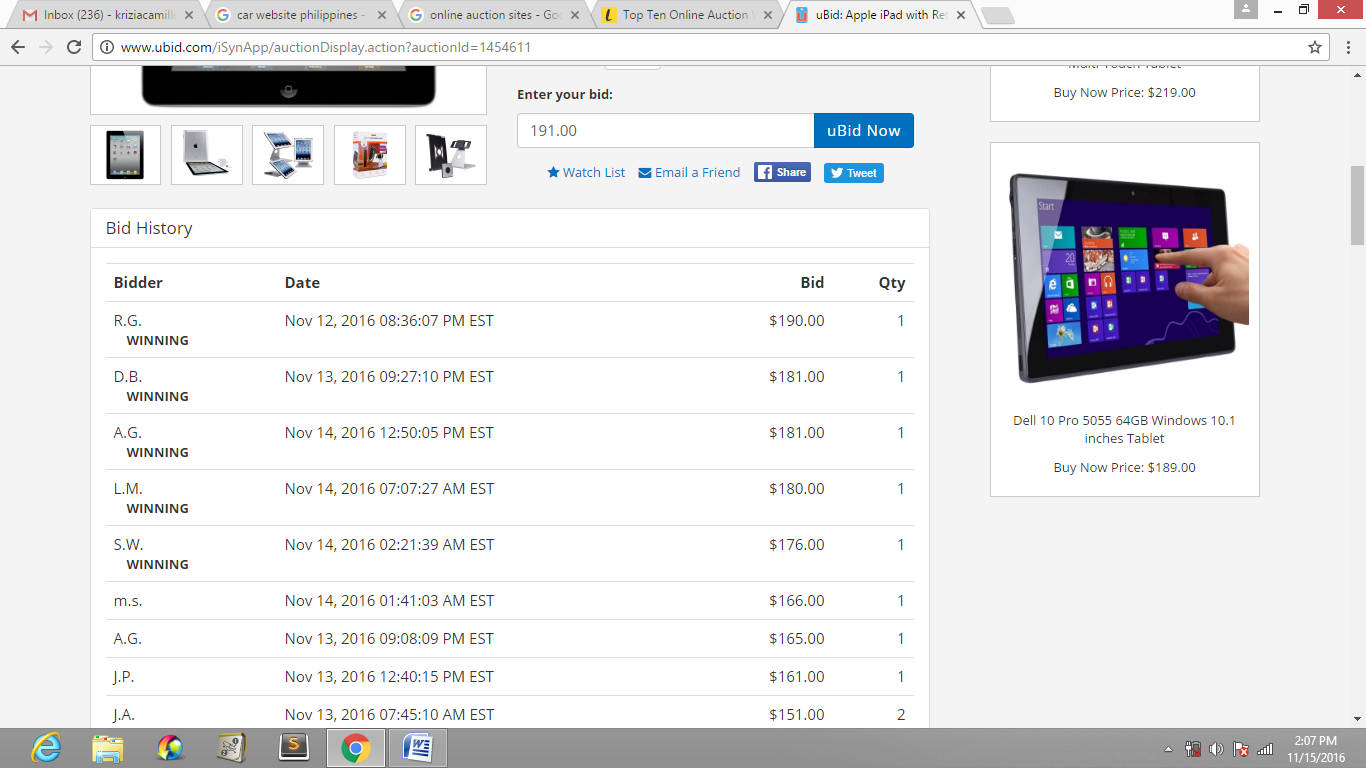 Inbox (236) - kriziacamill
car website philippines -
online auction sites - Goo
Top Ten Online Auction
uBid: Apple iPad with Ret
www.ubid.com/iSynApp/auctionDisplay.action?auctionId=1454611
Multi-Touch Tablet
Buy Now Price: $219.00
Enter your bid:
191.00
uBid Now
Watch List
Email a Friend
Share
Tweet
Bid History
Bidder Date Bid Qty
R.G. Nov 12, 2016 08:36:07 PM EST $190.00 1
WINNING
D.B. Nov 13, 2016 09:27:10 PM EST $181.00 1
WINNING
A.G. Nov 14, 2016 12:50:05 PM EST $181.00 1
WINNING
L.M. Nov 14, 2016 07:07:27 AM EST $180.00 1
WINNING
S.W. Nov 14, 2016 02:21:39 AM EST $176.00 1
WINNING
m.s. Nov 14, 2016 01:41:03 AM EST $166.00 1
A.G. Nov 13, 2016 09:08:09 PM EST $165.00 1
J.P. Nov 13, 2016 12:40:15 PM EST $161.00 1
J.A. Nov 13, 2016 07:45:10 AM EST $151.00 2
Start
20
Dell 10 Pro 5055 64GB Windows 10.1
inches Tablet
Buy Now Price: $189.00
2:07 PM
11/15/2016